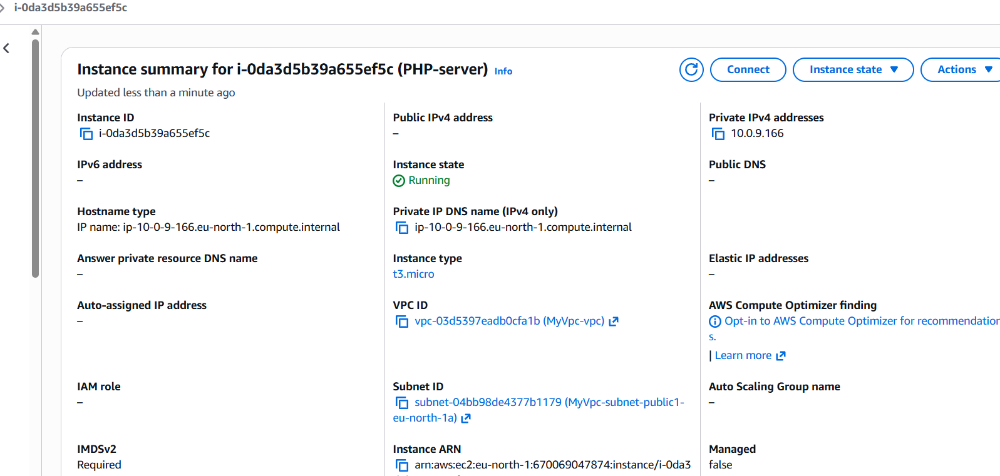 i-0da3d5b39a655ef5c
Instance summary for i-0da3d5b39a655ef5c (PHP-server) Info
Connect
Instance state
Actions
Updated less than a minute ago
Instance ID
i-0da3d5b39a655ef5c
Public IPv4 address
–
Private IPv4 addresses
10.0.9.166
IPv6 address
–
Instance state
Running
Public DNS
–
Hostname type
IP name: ip-10-0-9-166.eu-north-1.compute.internal
Private IP DNS name (IPv4 only)
ip-10-0-9-166.eu-north-1.compute.internal
Answer private resource DNS name
–
Instance type
t3.micro
Elastic IP addresses
–
Auto-assigned IP address
–
VPC ID
vpc-03d5397eadb0cfa1b (MyVpc-vpc)
AWS Compute Optimizer finding
Opt-in to AWS Compute Optimizer for recommendation
s.
| Learn more
IAM role
–
Subnet ID
subnet-04bb98de4377b1179 (MyVpc-subnet-public1-
eu-north-1a)
Auto Scaling Group name
–
IMDSv2
Required
Instance ARN
arn:aws:ec2:eu-north-1:670069047874:instance/i-0da3
Managed
false